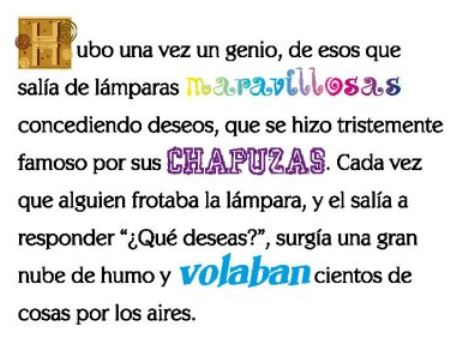 Hubo una vez un genio, de esos que
salía de lámparas maravillosas
concediendo deseos, que se hizo tristemente
famoso por sus CHAPUZAS. Cada vez
que alguien frotaba la lámpara, y el salía a
responder “¿Qué deseas?”, surgía una gran
nube de humo y volaban cientos de
cosas por los aires.